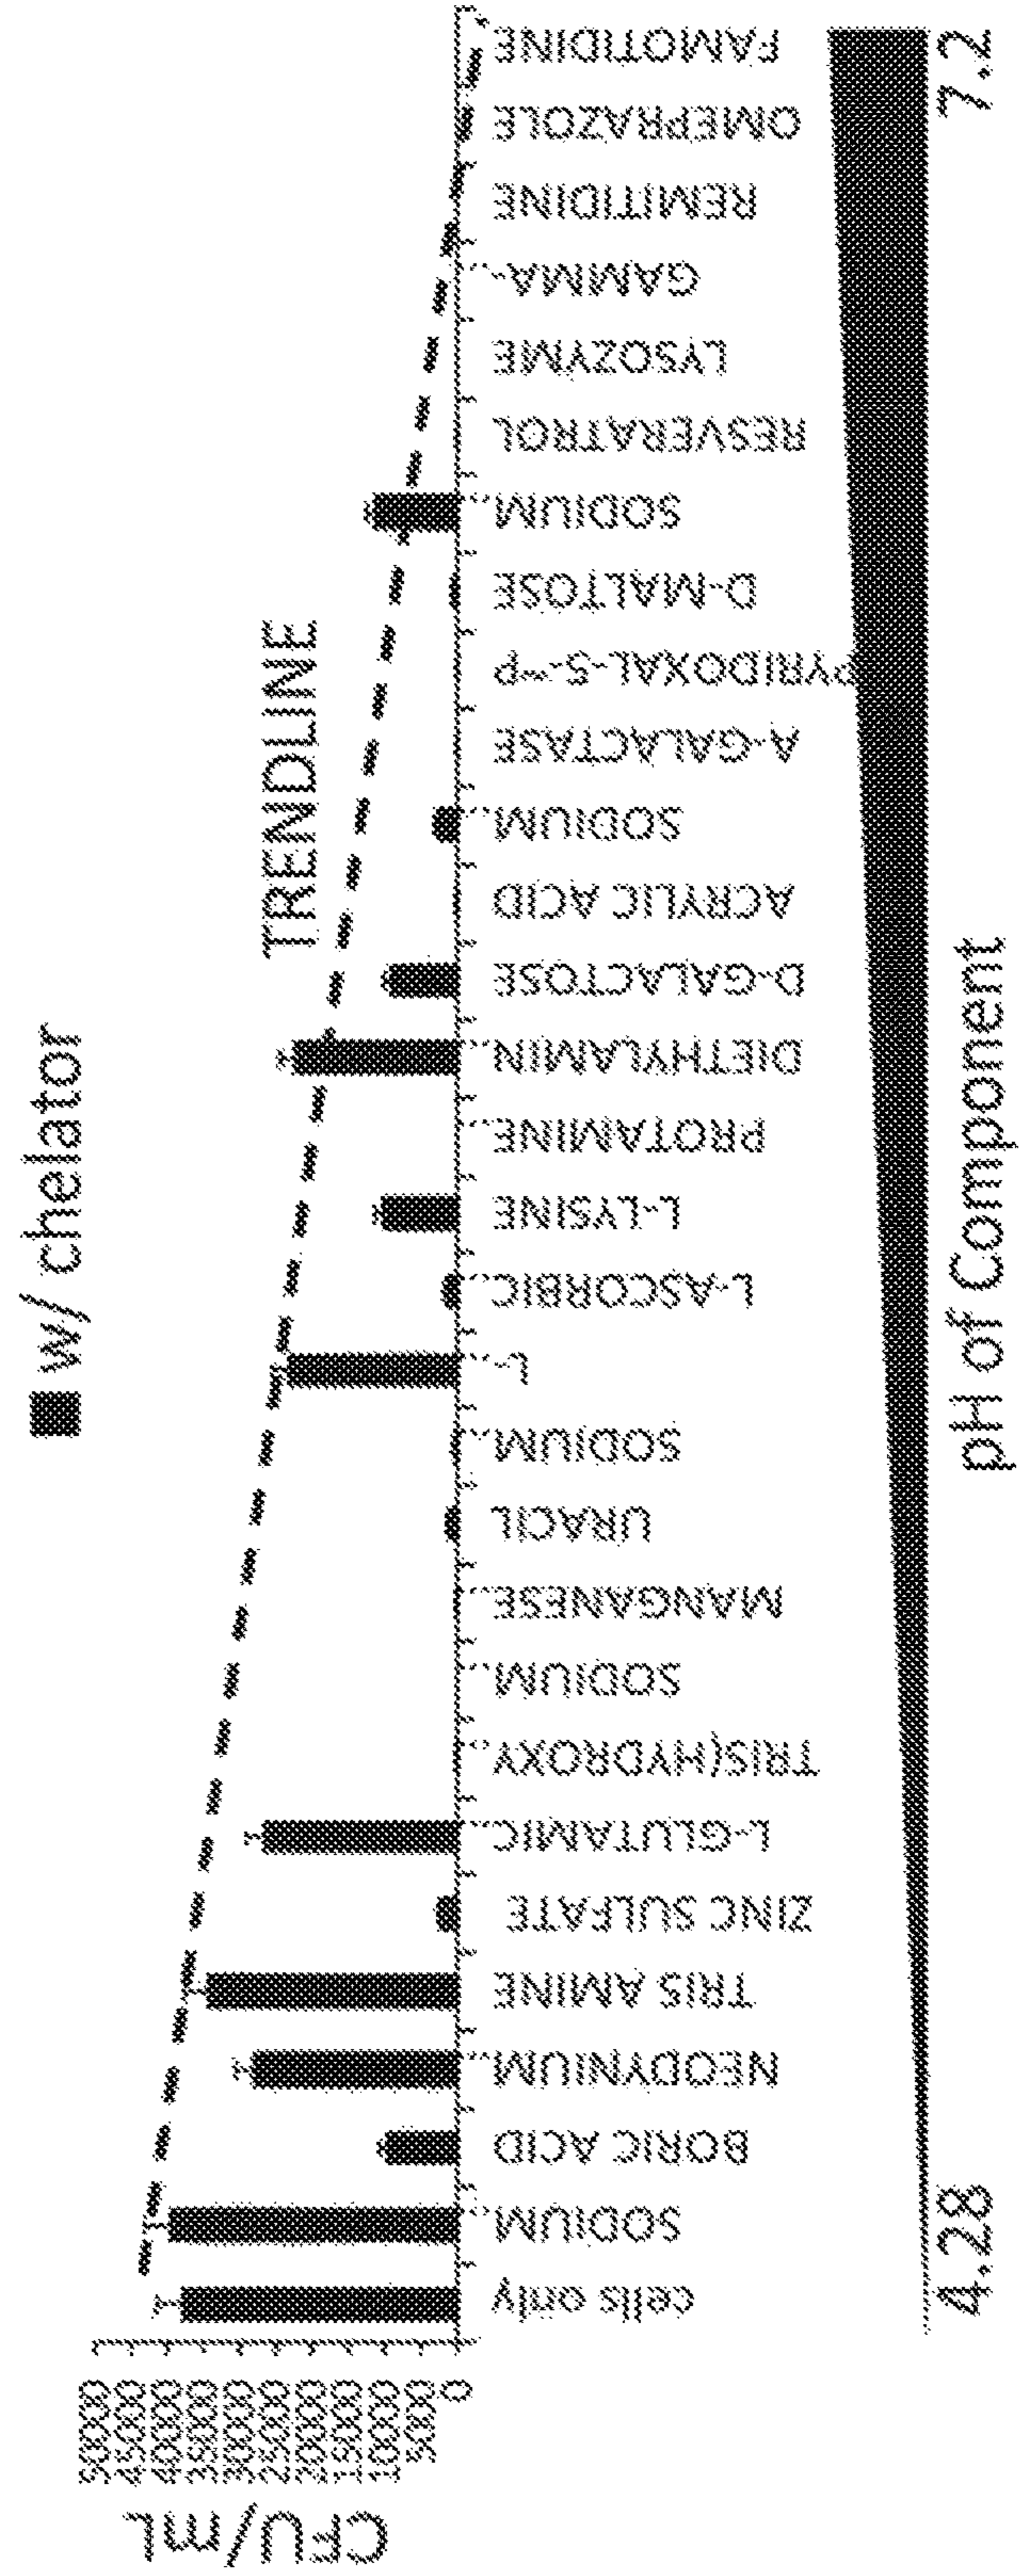 w/ chelator
CFU/mL
50000
45000
40000
35000
30000
25000
20000
15000
10000
5000
0
TRENDLINE
cells only
SODIUM..
BORIC ACID
NEODYNIUM..
TRIS AMINE
ZINC SULFATE
L-GLUTAMIC..
TRIS(HYDROXY..
SODIUM..
MANGANESE..
URACIL
SODIUM..
L-..
L-ASCORBIC..
L-LYSINE
PROTAMINE..
DIETHYLAMIN..
D-GALACTOSE
ACRYLIC ACID
SODIUM..
A-GALACTASE
PYRIDOXAL-S-
D-MALTOSE
SODIUM..
RESVERATROL
LYSOZYME
GAMMA-..
REMITIDINE
OMEPRAZOLE
FAMOTIDINE
4.28
7.2
pH of Component